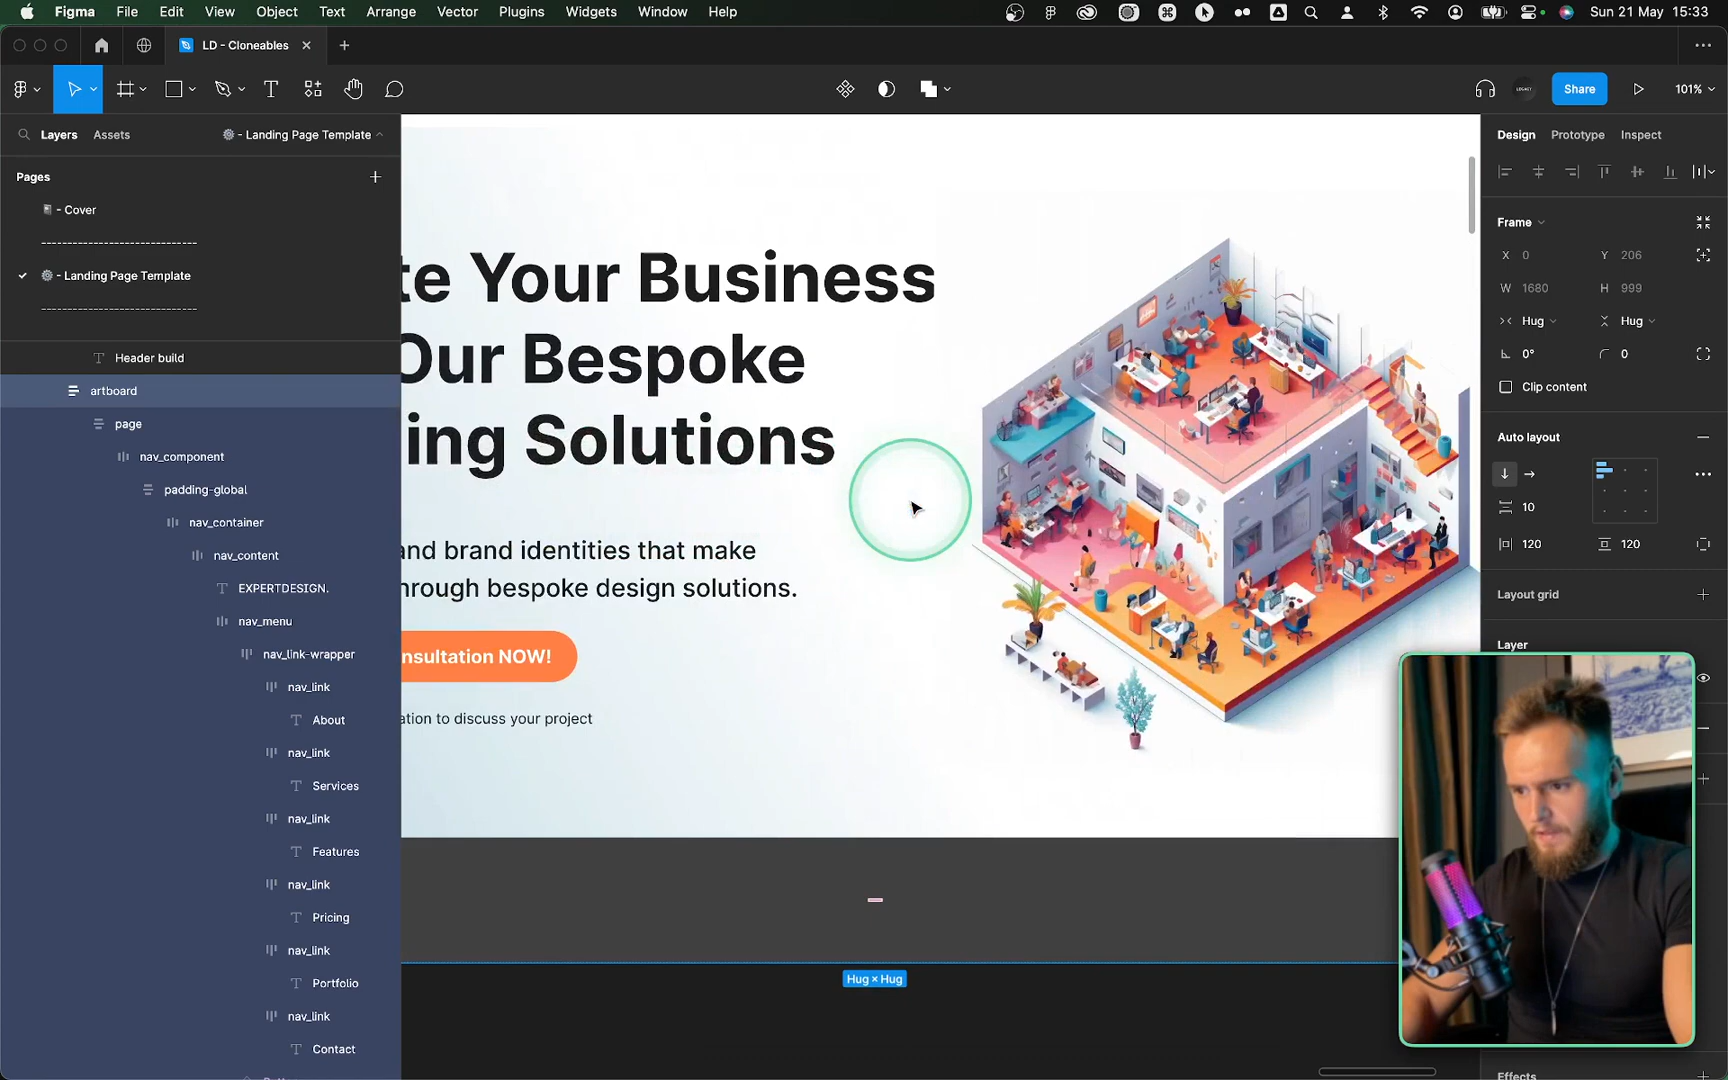 Figma File Edit View Object Text Arrange Vector Plugins Widgets Window Help Sun 21 May 15:33
LD - Cloneables
Share
101%
Layers Assets - Landing Page Template
Design Prototype Inspect
Pages
- Cover
-------------------------------
- Landing Page Template
-------------------------------
Header build
artboard
page
nav_component
padding-global
nav_container
nav_content
EXPERTDESIGN.
nav_menu
nav_link-wrapper
nav_link
About
nav_link
Services
nav_link
Features
nav_link
Pricing
nav_link
Portfolio
nav_link
Contact
te Your Business
Our Bespoke
ing Solutions
and brand identities that make
hrough bespoke design solutions.
nsultation NOW!
ation to discuss your project
Hug × Hug
Frame
X 0 Y 206
W 1680 H 999
Hug Hug
0° 0
Clip content
Auto layout
10
120 120
Layout grid
Layer
Effects